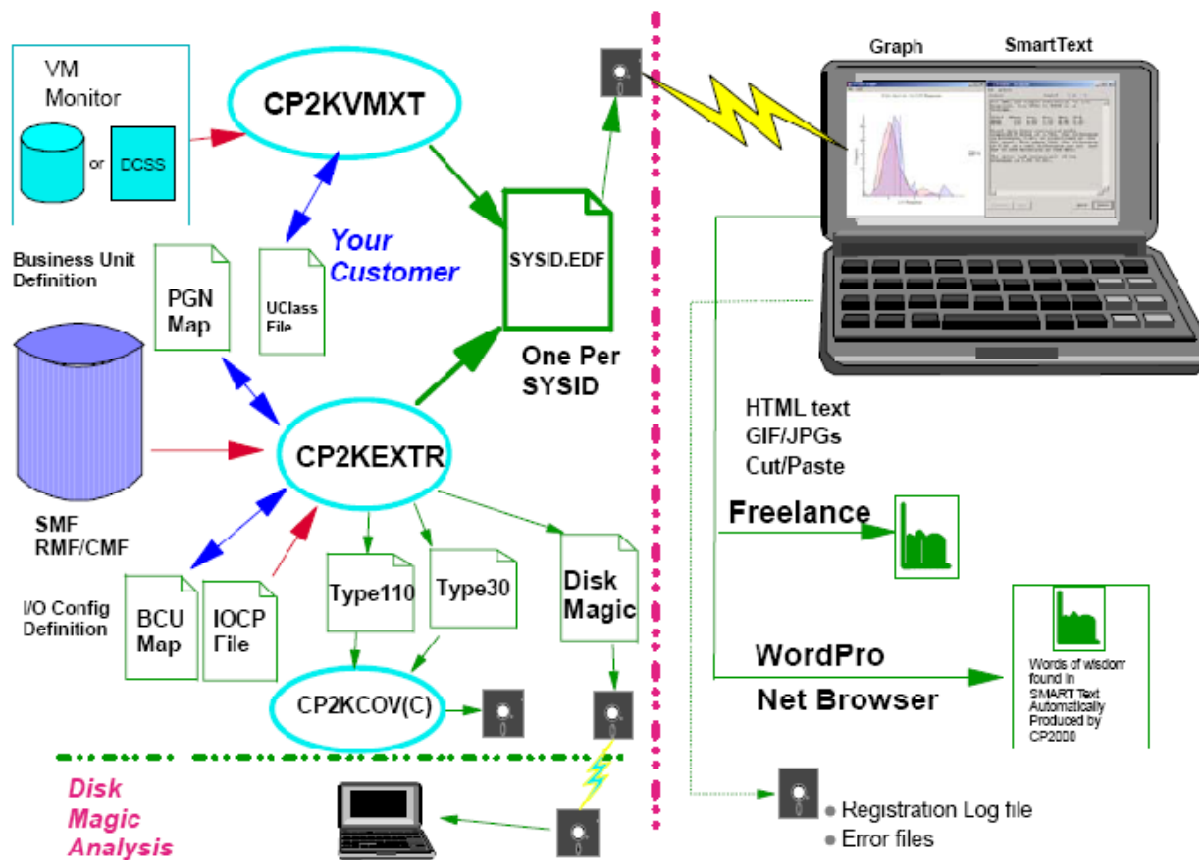 VM
Monitor
or
DCSS
CP2KVMXT
Graph
SmartText
Business Unit
Definition
PGN
Map
UClass
File
Your
Customer
SYSID.EDF
One Per
SYSID
CP2KEXTR
SMF
RMF/CMF
I/O Config
Definition
BCU
Map
IOCP
File
Type110
Type30
Disk
Magic
CP2KCOV(C)
Disk
Magic
Analysis
HTML text
GIF/JPGs
Cut/Paste
Freelance
WordPro
Net Browser
Words of wisdom
found in
SMART Text
Automatically
Produced by
CP2000
Registration Log file
Error files